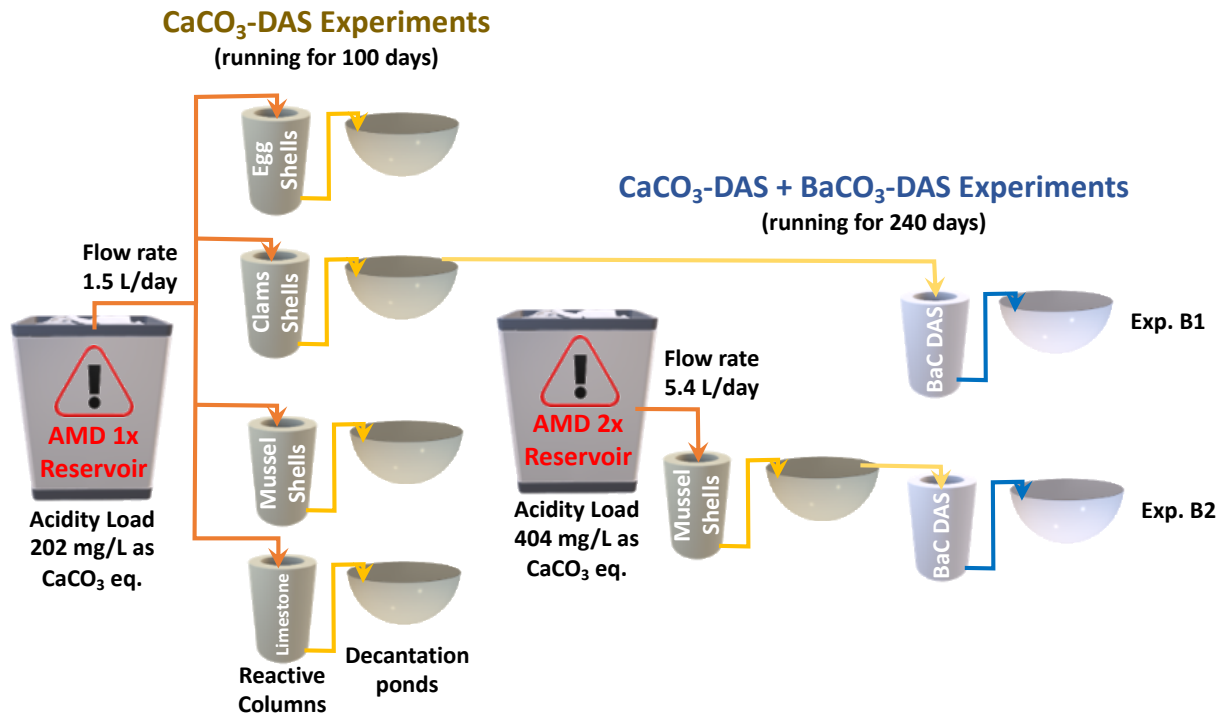 CaCO₃-DAS Experiments
(running for 100 days)
Egg
Shells
CaCO₃-DAS + BaCO₃-DAS Experiments
(running for 240 days)
Flow rate
1.5 L/day
Clams
Shells
AMD 1x
Reservoir
Acidity Load
202 mg/L as
CaCO₃ eq.
Mussel
Shells
Limestone
Reactive
Columns
Decantation
ponds
AMD 2x
Reservoir
Acidity Load
404 mg/L as
CaCO₃ eq.
Flow rate
5.4 L/day
Mussel
Shells
BaC DAS
Exp. B1
BaC DAS
Exp. B2